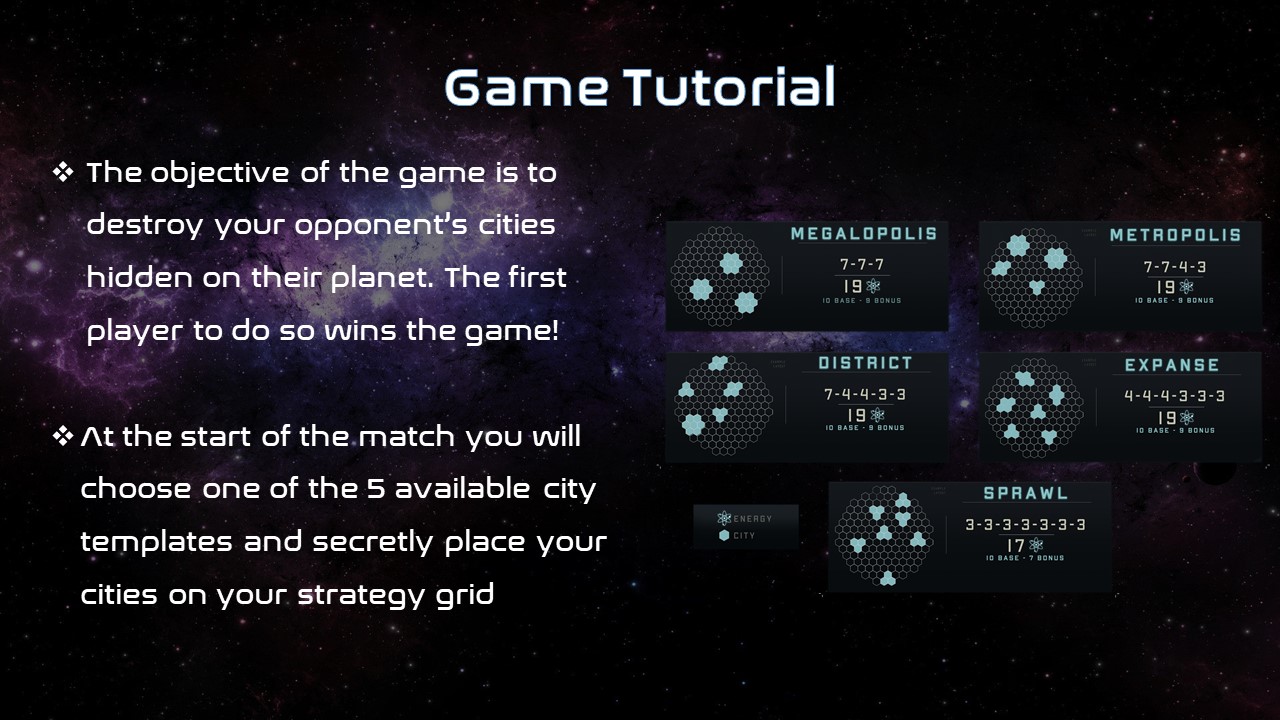 Game Tutorial
❖ The objective of the game is to
destroy your opponent's cities
hidden on their planet. The first
player to do so wins the game!
❖ At the start of the match you will
choose one of the 5 available city
templates and secretly place your
cities on your strategy grid
MEGALOPOLIS
7-7-7
19
10 BASE - 9 BONUS
METROPOLIS
7-7-4-3
19
10 BASE - 9 BONUS
DISTRICT
7-4-4-3-3
19
10 BASE - 9 BONUS
EXPANSE
4-4-4-3-3-3
19
10 BASE - 9 BONUS
ENERGY
CITY
SPRAWL
3-3-3-3-3-3-3
17
10 BASE - 7 BONUS